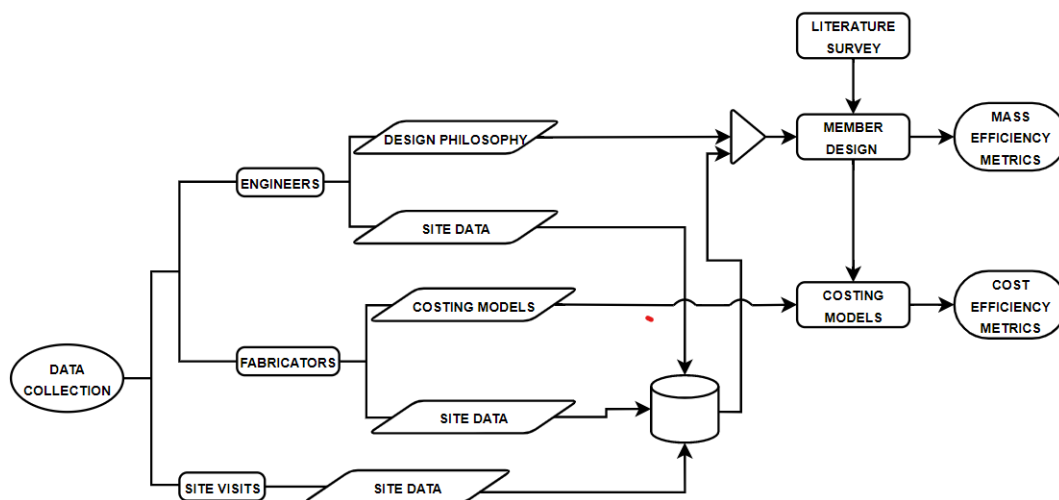 LITERATURE
SURVEY
DESIGN PHILOSOPHY
MEMBER
DESIGN
MASS
EFFICIENCY
METRICS
ENGINEERS
SITE DATA
COSTING MODELS
COSTING
MODELS
COST
EFFICIENCY
METRICS
DATA
COLLECTION
FABRICATORS
SITE DATA
SITE VISITS
SITE DATA